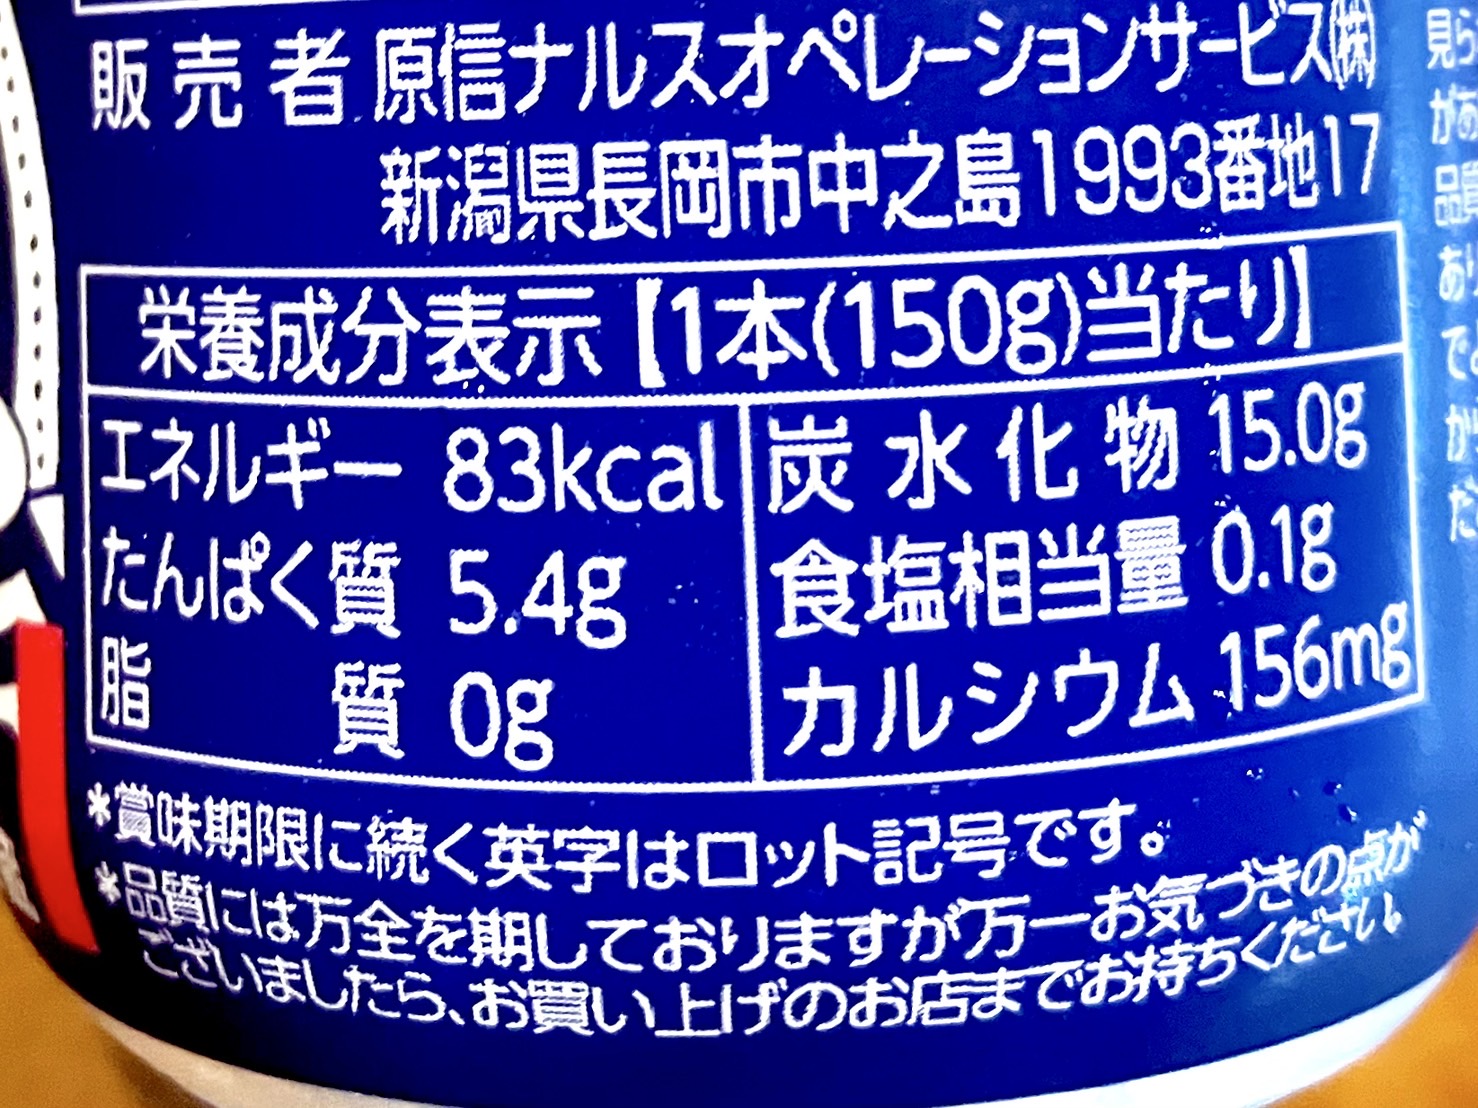 販売者 原信ナルスオペレーションサービス㈱
新潟県長岡市中之島1993番地17
栄養成分表示【1本(150g)当たり】
エネルギー 83kcal 炭水化物 15.0g
たんぱく質 5.4g 食塩相当量 0.1g
脂質 0g カルシウム 156mg
*賞味期限に続く英字はロット記号です。
*品質には万全を期しておりますが万一お気づきの点が
ございましたら、お買い上げのお店までお持ちください。